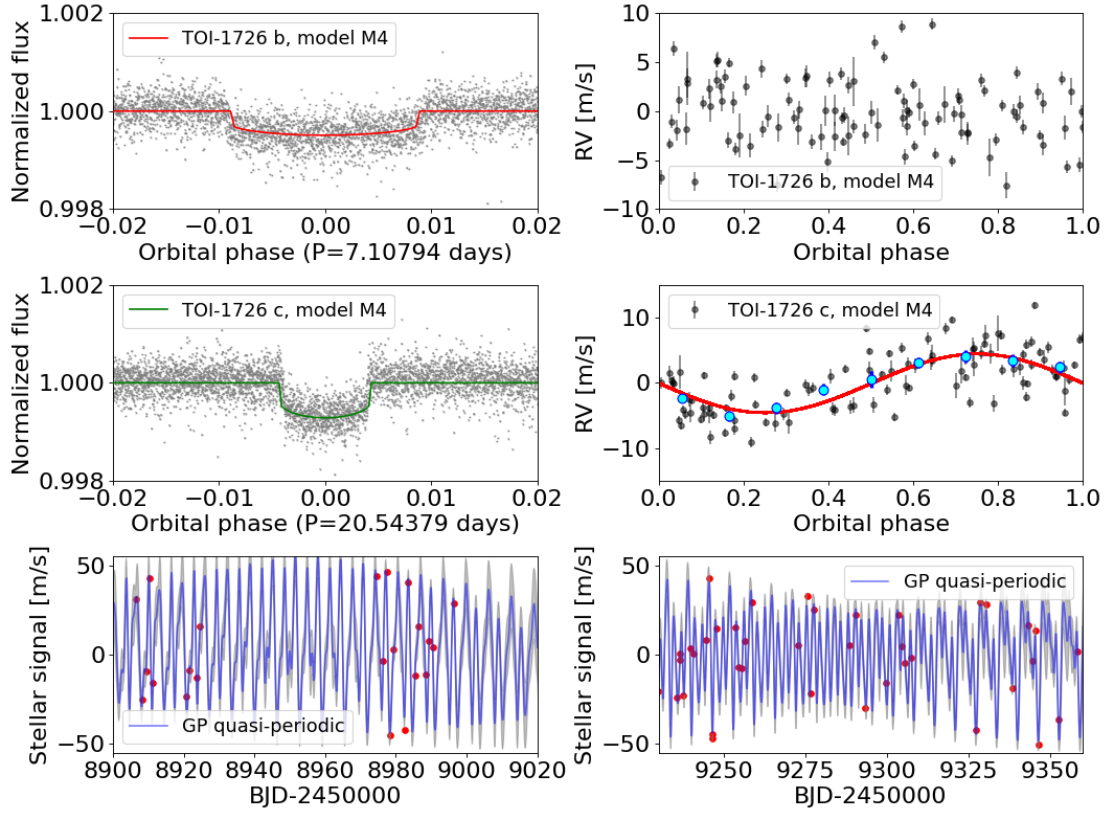 1.002
1.000
0.998
Normalized flux
TOI-1726 b, model M4
−0.02 −0.01 0.00 0.01 0.02
Orbital phase (P=7.10794 days)
10
5
0
−5
−10
RV [m/s]
TOI-1726 b, model M4
0.0 0.2 0.4 0.6 0.8 1.0
Orbital phase
1.002
1.000
0.998
Normalized flux
TOI-1726 c, model M4
−0.02 −0.01 0.00 0.01 0.02
Orbital phase (P=20.54379 days)
10
0
−10
RV [m/s]
TOI-1726 c, model M4
0.0 0.2 0.4 0.6 0.8 1.0
Orbital phase
50
0
−50
Stellar signal [m/s]
GP quasi-periodic
8900 8920 8940 8960 8980 9000 9020
BJD-2450000
50
0
−50
Stellar signal [m/s]
GP quasi-periodic
9250 9275 9300 9325 9350
BJD-2450000